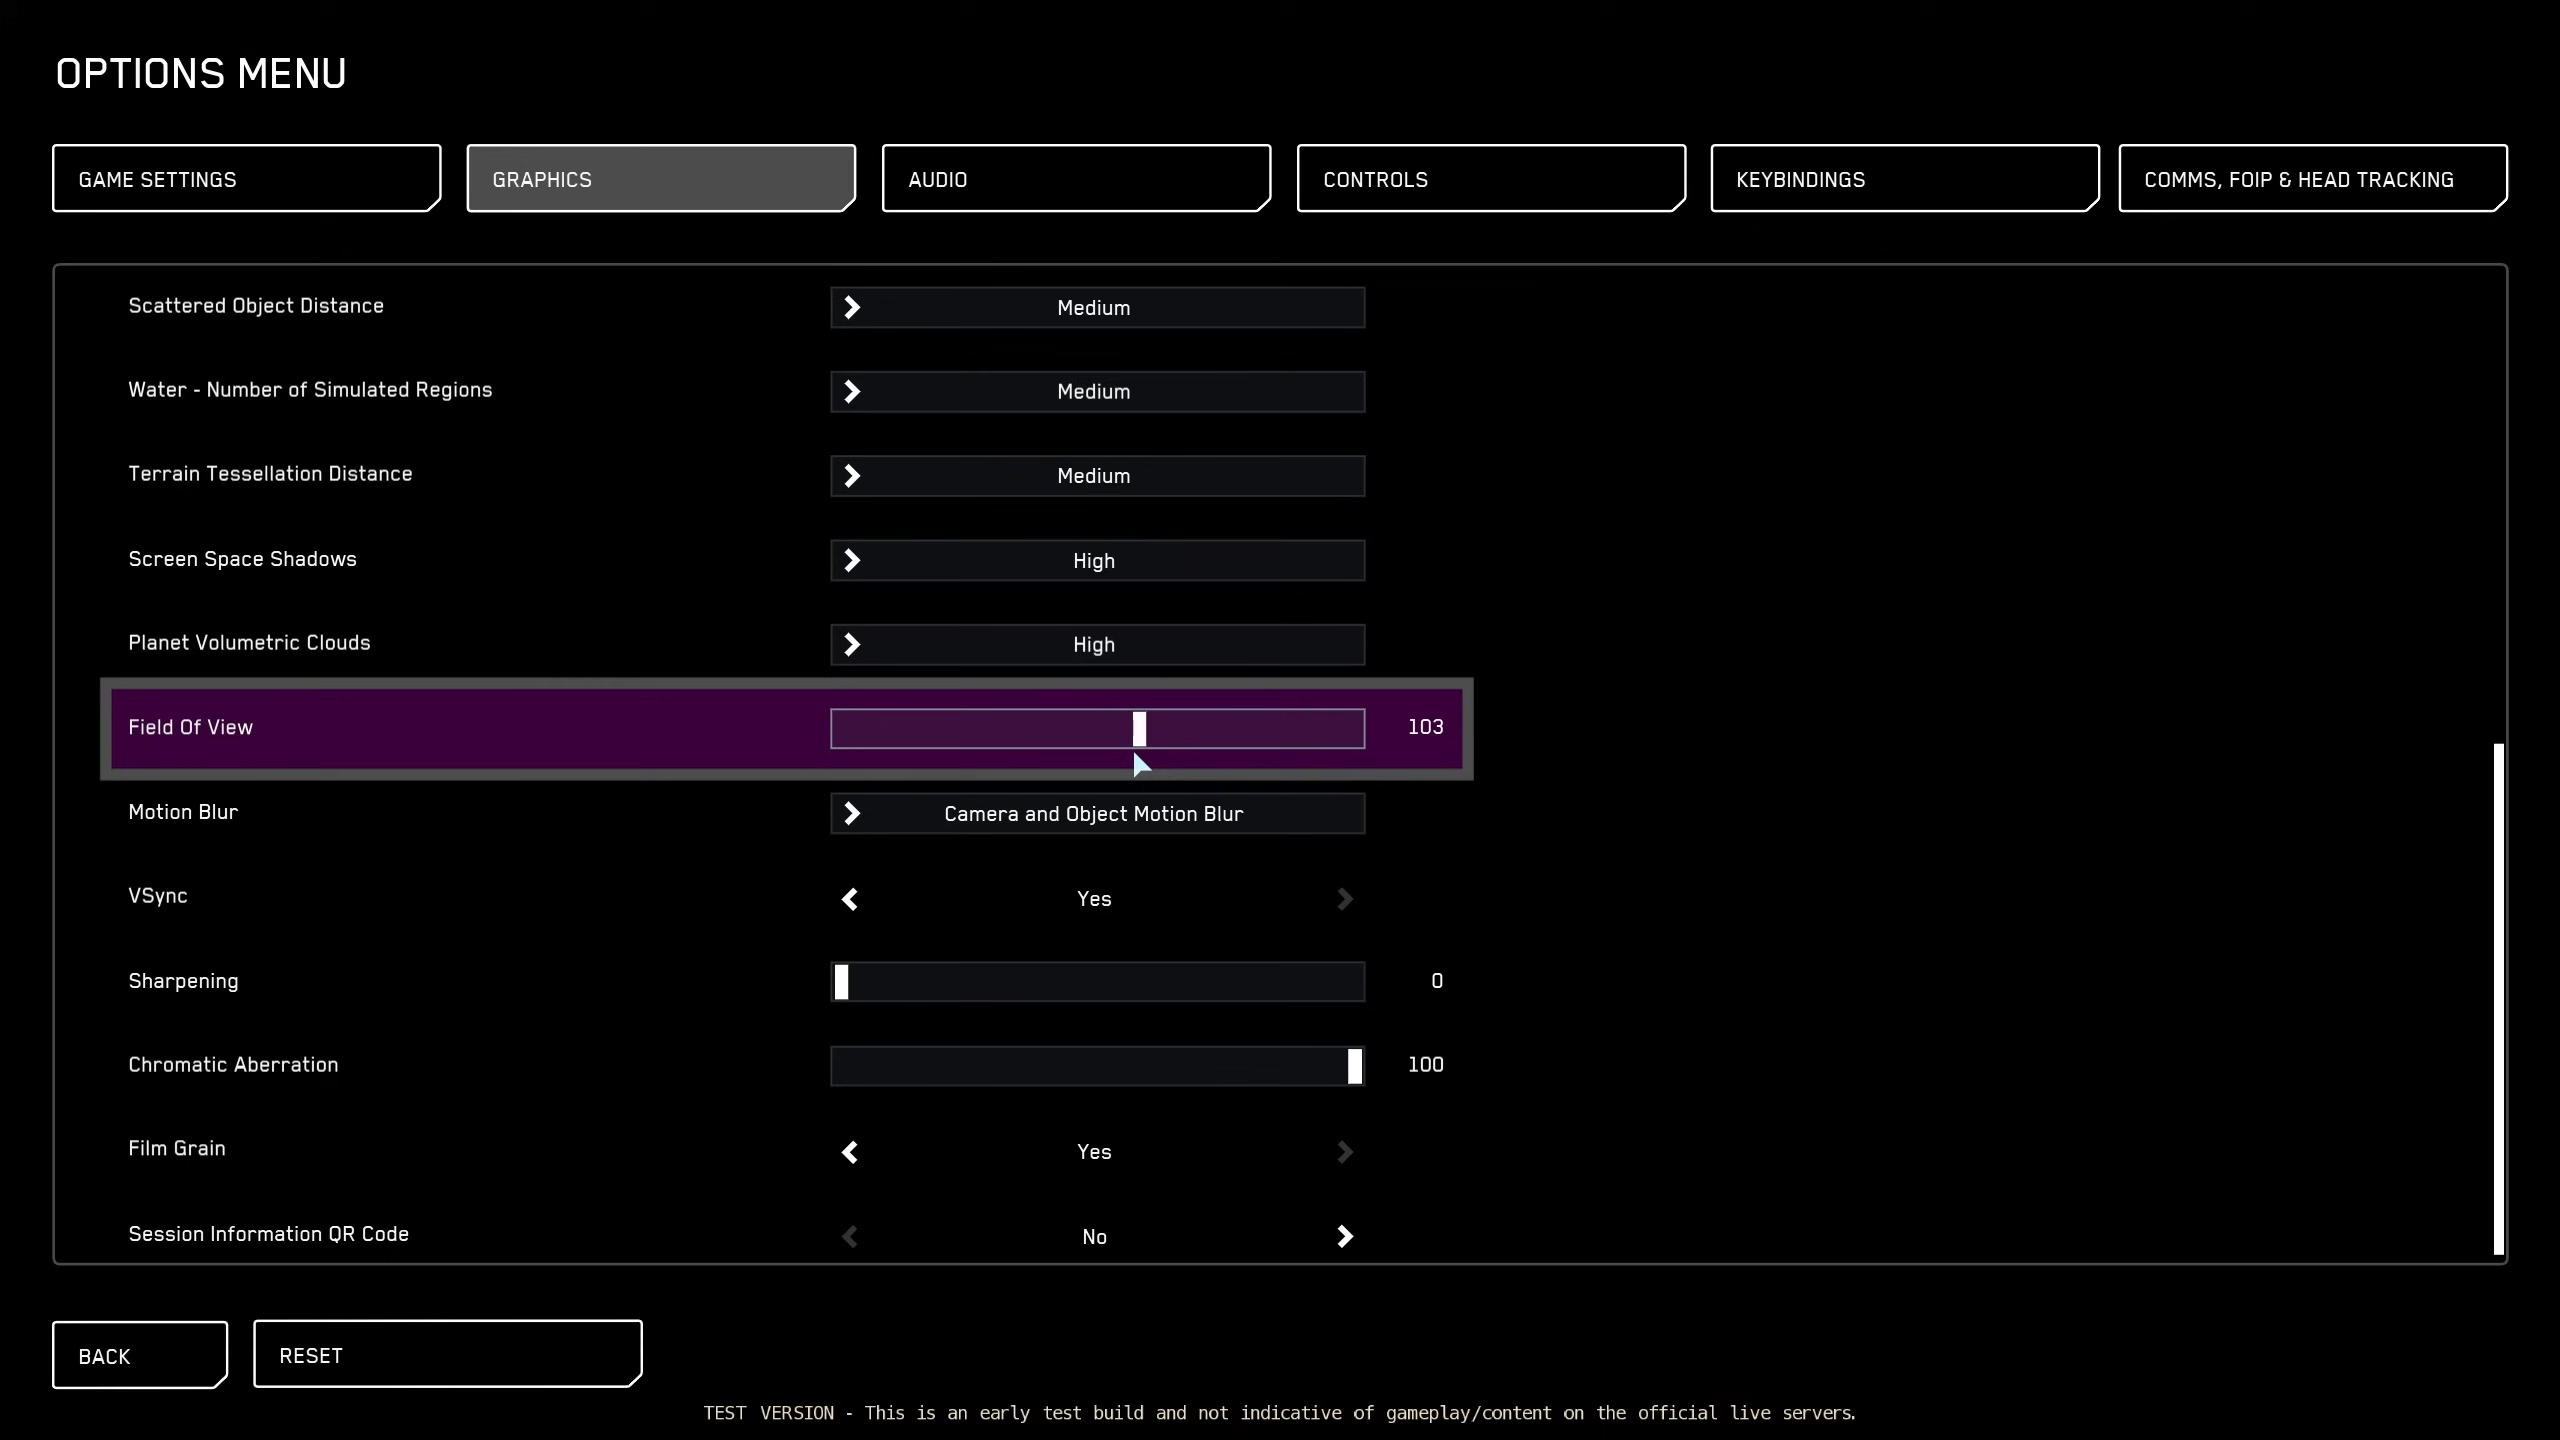 OPTIONS MENU
GAME SETTINGS
GRAPHICS
AUDIO
CONTROLS
KEYBINDINGS
COMMS, FOIP & HEAD TRACKING
Scattered Object Distance
Medium
Water - Number of Simulated Regions
Medium
Terrain Tessellation Distance
Medium
Screen Space Shadows
High
Planet Volumetric Clouds
High
Field Of View
103
Motion Blur
Camera and Object Motion Blur
VSync
Yes
Sharpening
0
Chromatic Aberration
100
Film Grain
Yes
Session Information QR Code
No
BACK
RESET
TEST VERSION - This is an early test build and not indicative of gameplay/content on the official live servers.